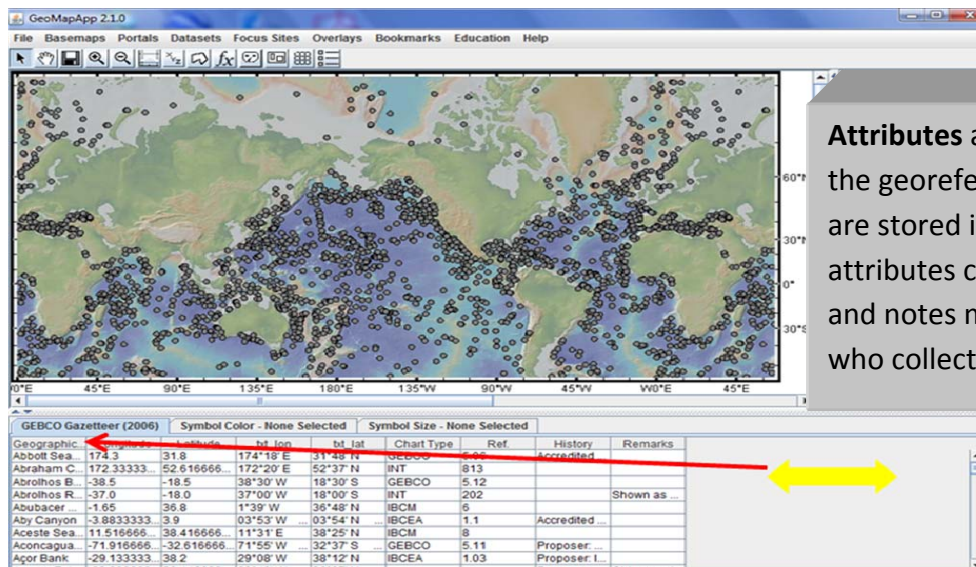 GeoMapApp 2.1.0
File Basemaps Portals Datasets Focus Sites Overlays Bookmarks Education Help
Attributes
the georefe
are stored i
attributes c
and notes m
who collect
60°N
30°N
0°
30°S
0°E 45°E 90°E 135°E 180°E 135°W 90°W 45°W W0°E 45°E
GEBCO Gazetteer (2006) Symbol Color - None Selected Symbol Size - None Selected
Geographic... Longitude Latitude txt_lon txt_lat Chart Type Ref. History Remarks
Abbott Sea... 174.3 31.8 174°18' E 31°48' N GEBCO Accredited
Abraham C... 172.33333... 52.616666... 172°20' E 52°37' N INT 813
Abrolhos B... -38.5 -18.5 38°30' W 18°30' S GEBCO 5.12
Abrolhos R... -37.0 -18.0 37°00' W 18°00' S INT 202 Shown as ...
Abubacer ... -1.65 36.8 1°39' W 36°48' N IBCM 6
Aby Canyon -3.8833333... 3.9 03°53' W ... 03°54' N ... IBCEA 1.1 Accredited ...
Aceste Sea... 11.516666... 38.416666... 11°31' E 38°25' N IBCM 8
Aconcagua... -71.916666... -32.616666... 71°55' W ... 32°37' S ... GEBCO 5.11 Proposer: ...
Açor Bank -29.133333... 38.2 29°08' W 38°12' N IBCEA 1.03 Proposer: I...